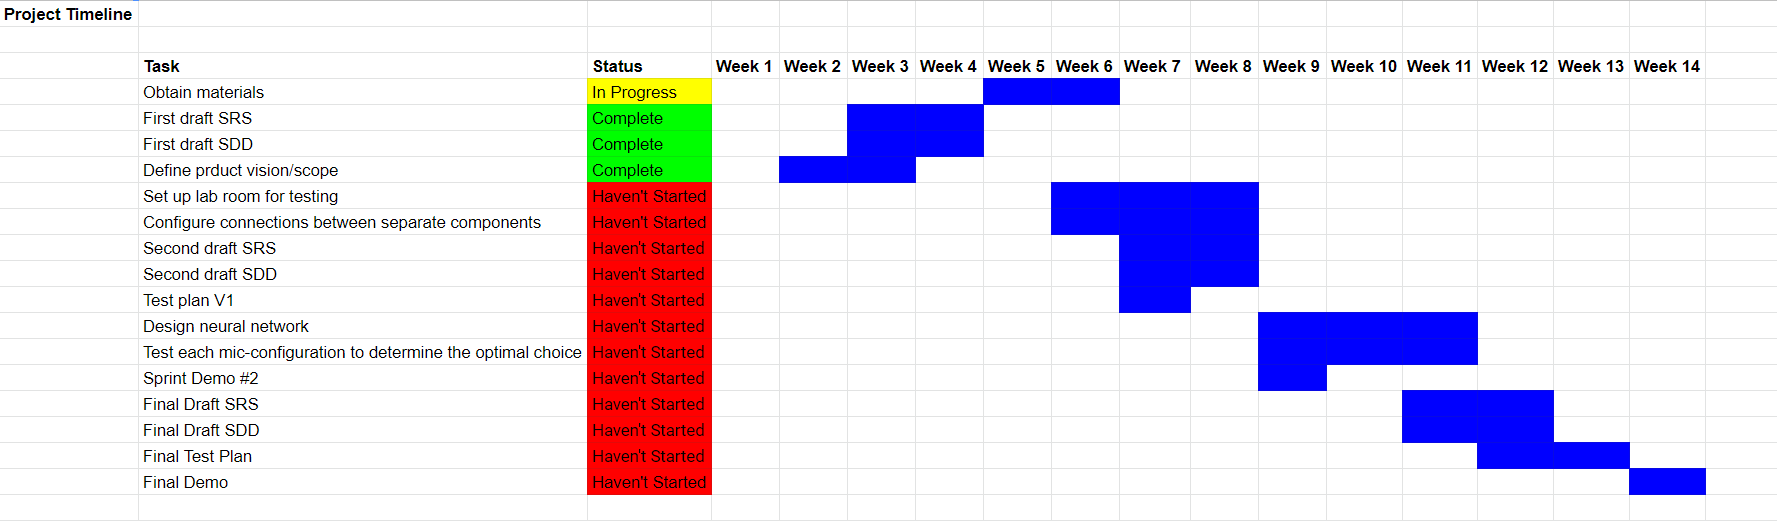 Project Timeline
Task Status Week 1 Week 2 Week 3 Week 4 Week 5 Week 6 Week 7 Week 8 Week 9 Week 10 Week 11 Week 12 Week 13 Week 14
Obtain materials In Progress
First draft SRS Complete
First draft SDD Complete
Define prduct vision/scope Complete
Set up lab room for testing Haven't Started
Configure connections between separate components Haven't Started
Second draft SRS Haven't Started
Second draft SDD Haven't Started
Test plan V1 Haven't Started
Design neural network Haven't Started
Test each mic-configuration to determine the optimal choice Haven't Started
Sprint Demo #2 Haven't Started
Final Draft SRS Haven't Started
Final Draft SDD Haven't Started
Final Test Plan Haven't Started
Final Demo Haven't Started